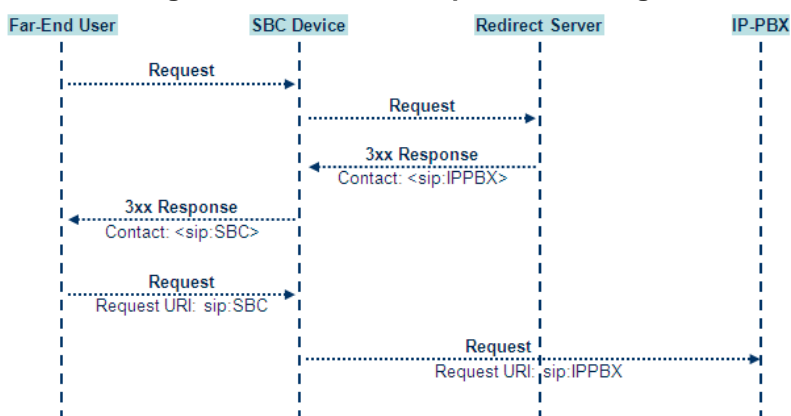 Far-End User SBC Device Redirect Server IP-PBX
Request
Request
3xx Response
Contact: <sip:IPPBX>
3xx Response
Contact: <sip:SBC>
Request
Request URI: sip:SBC
Request
Request URI: sip:IPPBX